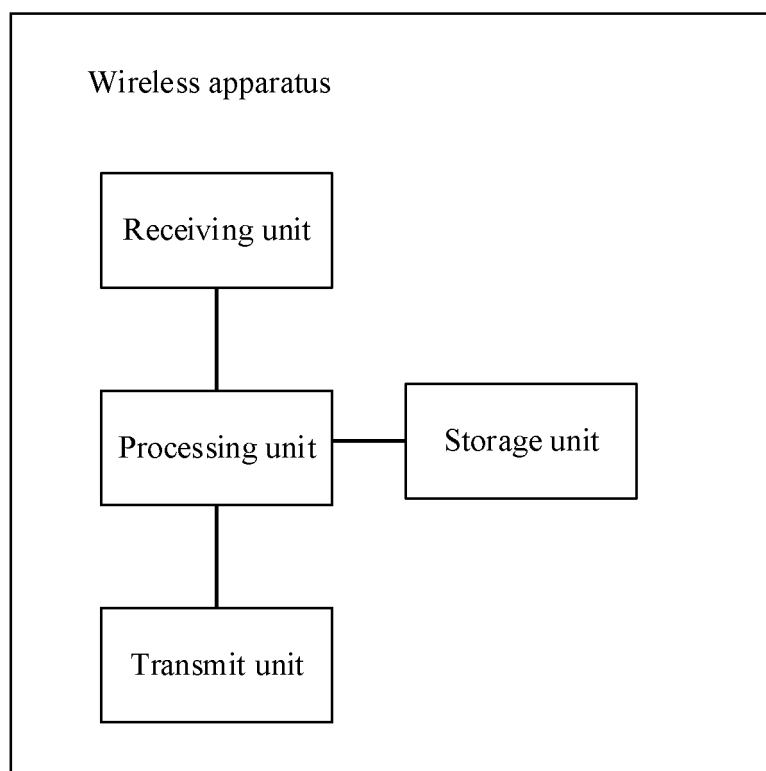 Wireless apparatus
Receiving unit
Processing unit
Storage unit
Transmit unit